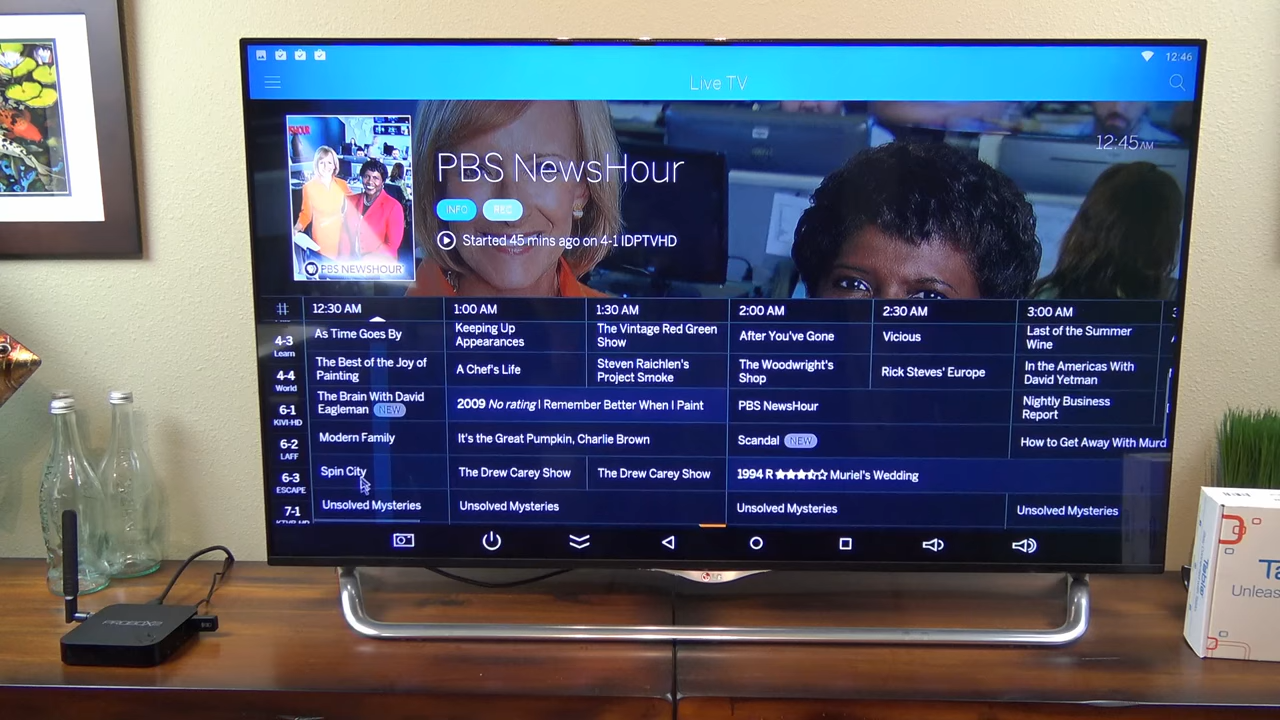 12:46
Live TV
12:45AM
PBS NewsHour
INFO REC
Started 45 mins ago on 4-1 IDPTVHD
PBS NEWSHOUR
# 12:30 AM 1:00 AM 1:30 AM 2:00 AM 2:30 AM 3:00 AM
4-3 Learn
As Time Goes By
Keeping Up
Appearances
The Vintage Red Green
Show
After You've Gone
Vicious
Last of the Summer
Wine
4-4 World
The Best of the Joy of
Painting
A Chef's Life
Steven Raichlen's
Project Smoke
The Woodwright's
Shop
Rick Steves' Europe
In the Americas With
David Yetman
6-1 KIVI-HD
The Brain With David
Eagleman NEW
2009 No rating I Remember Better When I Paint
PBS NewsHour
Nightly Business
Report
6-2 LAFF
Modern Family
It's the Great Pumpkin, Charlie Brown
Scandal NEW
How to Get Away With Murd
6-3 ESCAPE
Spin City
The Drew Carey Show
The Drew Carey Show
1994 R Muriel's Wedding
7-1
Unsolved Mysteries
Unsolved Mysteries
Unsolved Mysteries
Unsolved Mysteries
LG
PROBOX2
Ta
Unleas
Tablo